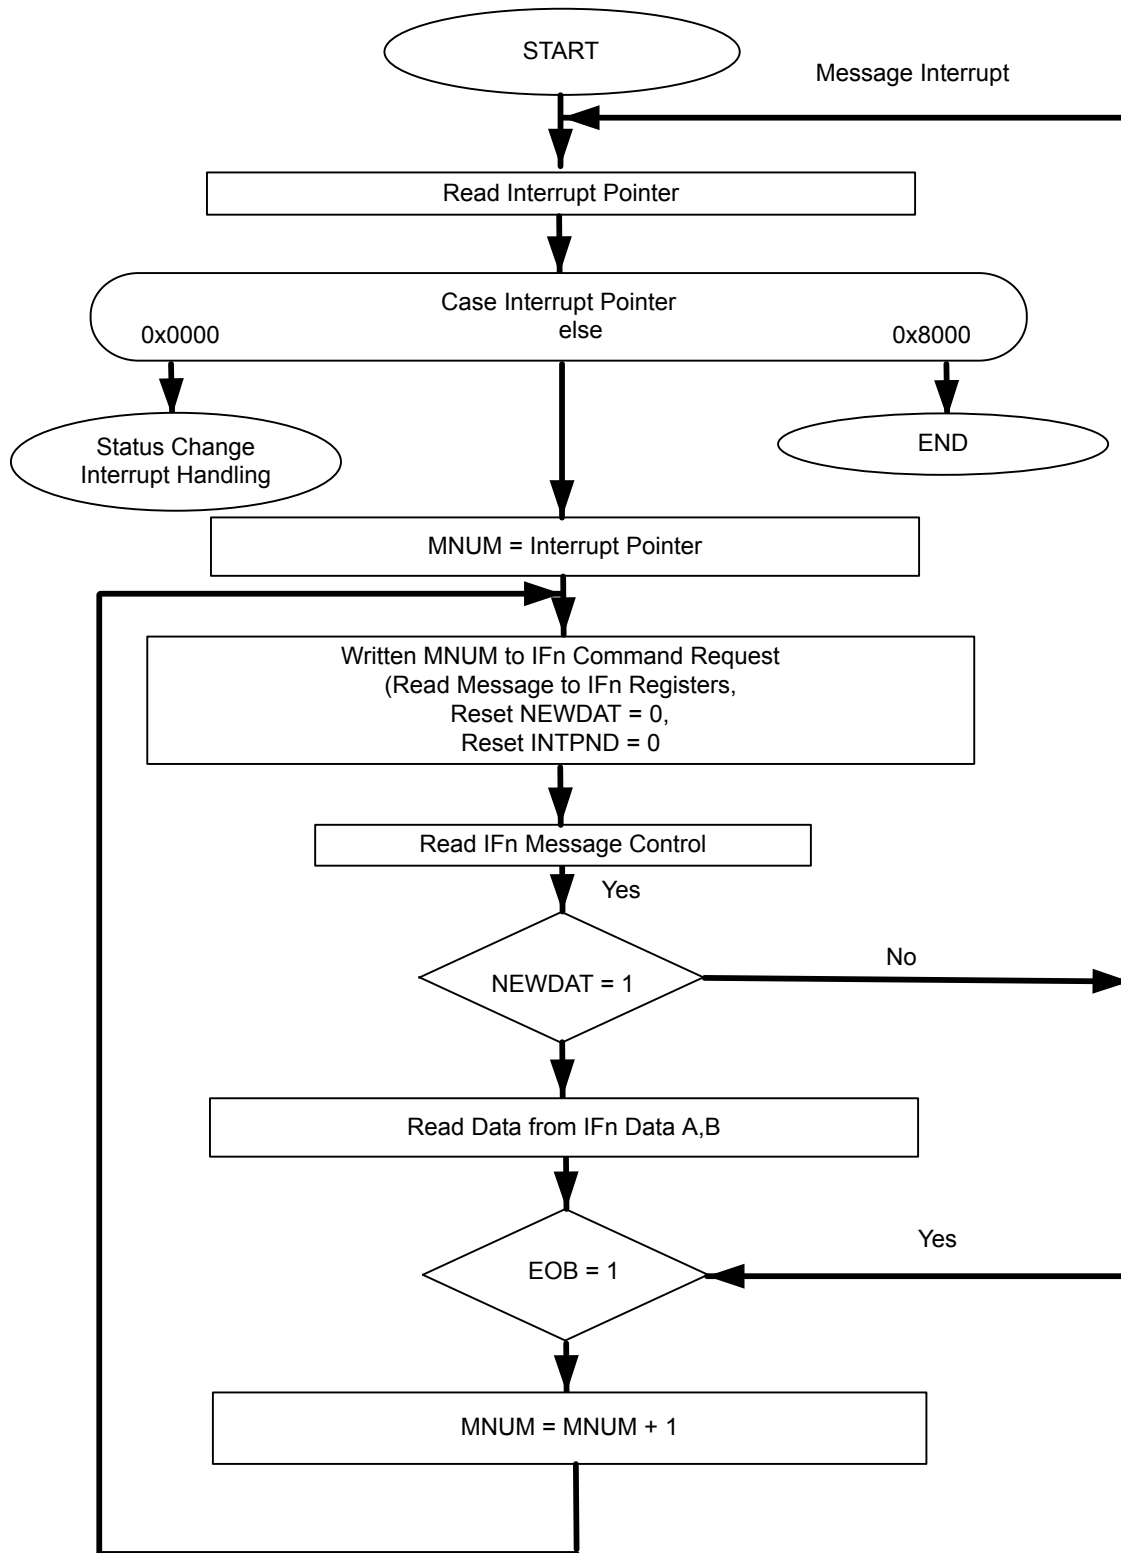 START
Message Interrupt
Read Interrupt Pointer
Case Interrupt Pointer
else
0x0000
0x8000
Status Change
Interrupt Handling
END
MNUM = Interrupt Pointer
Written MNUM to IFn Command Request
(Read Message to IFn Registers,
Reset NEWDAT = 0,
Reset INTPND = 0
Read IFn Message Control
Yes
NEWDAT = 1
No
Read Data from IFn Data A,B
EOB = 1
Yes
MNUM = MNUM + 1